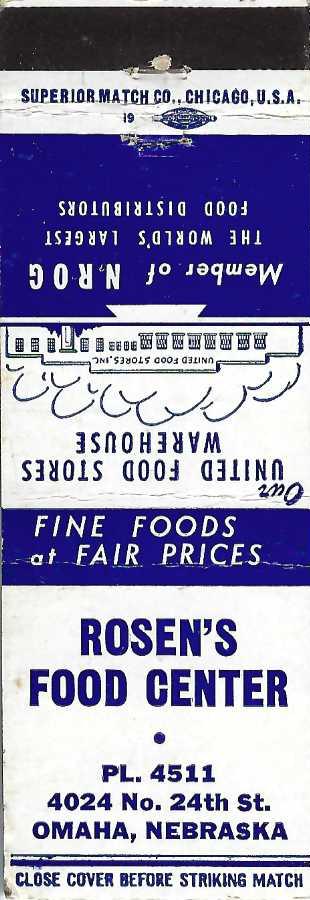 SUPERIOR MATCH CO., CHICAGO, U.S.A.
19
Member of N.R.O.G
THE WORLD'S LARGEST
FOOD DISTRIBUTORS
Our
UNITED FOOD STORES
WAREHOUSE
UNITED FOOD STORES, INC.
FINE FOODS
at FAIR PRICES
ROSEN'S
FOOD CENTER
•
PL. 4511
4024 No. 24th St.
OMAHA, NEBRASKA
CLOSE COVER BEFORE STRIKING MATCH